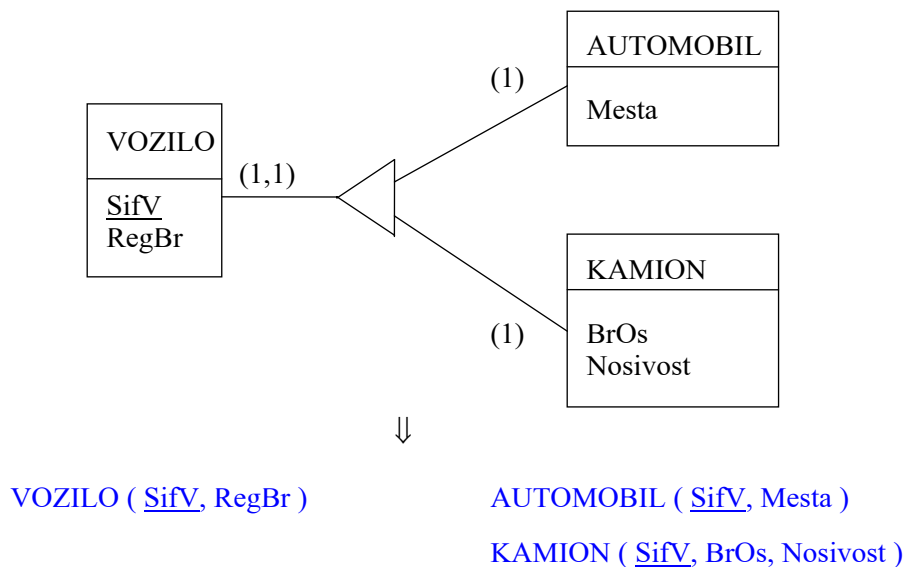 AUTOMOBIL
(1)
Mesta
VOZILO
(1,1)
SifV
RegBr
KAMION
(1)
BrOs
Nosivost
⇓
VOZILO ( SifV, RegBr )
AUTOMOBIL ( SifV, Mesta )
KAMION ( SifV, BrOs, Nosivost )